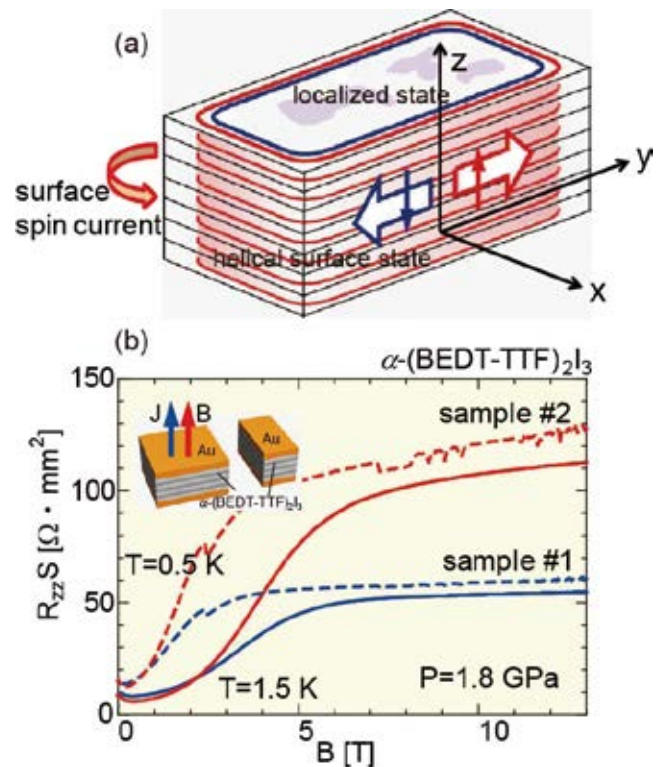 (a)
z
localized state
y
surface
spin current
helical surface state
x
(b)
α-(BEDT-TTF)₂I₃
150
J B
Au
Au
sample #2
α-(BEDT-TTF)₂I₃
100
T=0.5 K
sample #1
50
T=1.5 K
P=1.8 GPa
0
0 5 10
R_zz S [Ω・mm²]
B [T]